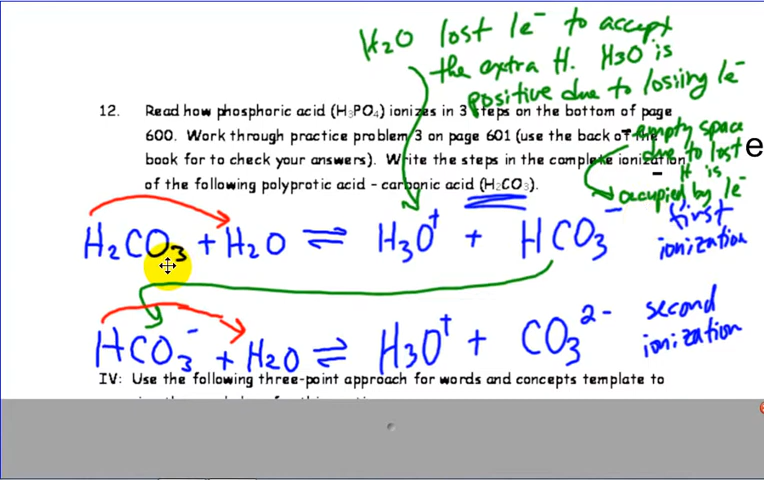 H2O lost 1e⁻ to accept
the extra H. H3O is
positive due to lossing 1e⁻
12. Read how phosphoric acid (H3PO4) ionizes in 3 steps on the bottom of page
600. Work through practice problem 3 on page 601 (use the back of the
book for to check your answers). Write the steps in the complete ionization
of the following polyprotic acid - carbonic acid (H2CO3).
empty space
due to lost
H is
occupied by 1e⁻
e
H2CO3 + H2O ⇌ H3O⁺ + HCO3⁻
first
ionization
HCO3⁻ + H2O ⇌ H3O⁺ + CO3²⁻
second
ionization
IV: Use the following three-point approach for words and concepts template to